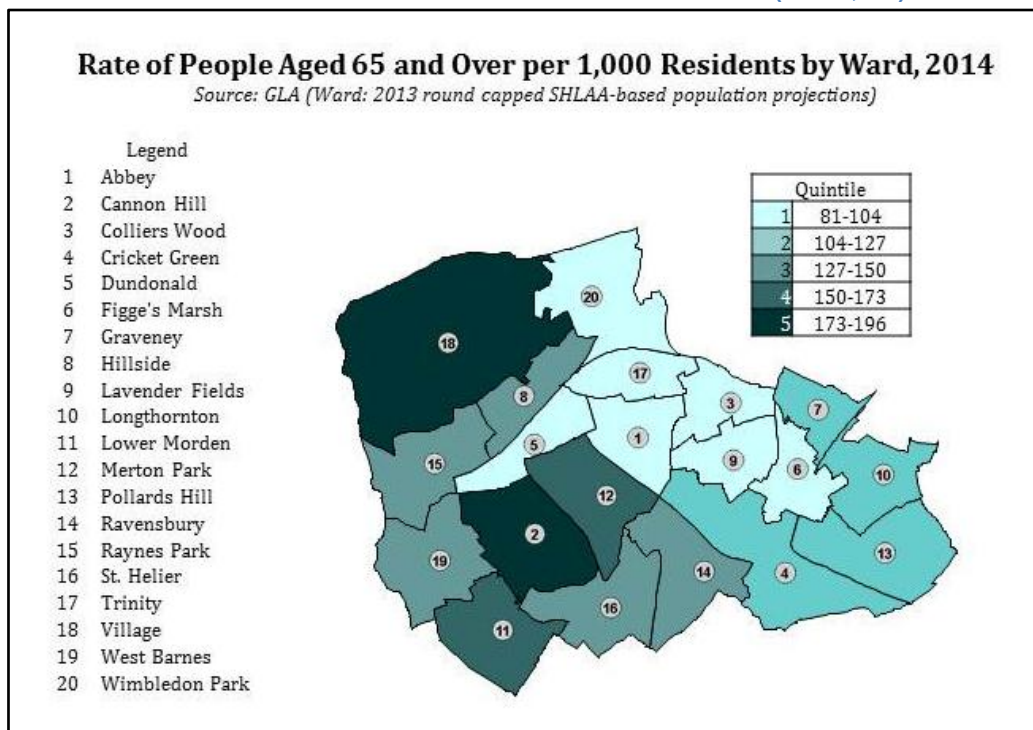 Rate of People Aged 65 and Over per 1,000 Residents by Ward, 2014
Source: GLA (Ward: 2013 round capped SHLAA-based population projections)
Legend
1 Abbey
2 Cannon Hill
3 Colliers Wood
4 Cricket Green
5 Dundonald
6 Figge's Marsh
7 Graveney
8 Hillside
9 Lavender Fields
10 Longthornton
11 Lower Morden
12 Merton Park
13 Pollards Hill
14 Ravensbury
15 Raynes Park
16 St. Helier
17 Trinity
18 Village
19 West Barnes
20 Wimbledon Park
Quintile
1 81-104
2 104-127
3 127-150
4 150-173
5 173-196
20
18
17
8
3
7
5
1
15
9
6
10
12
2
13
19
14
4
16
11